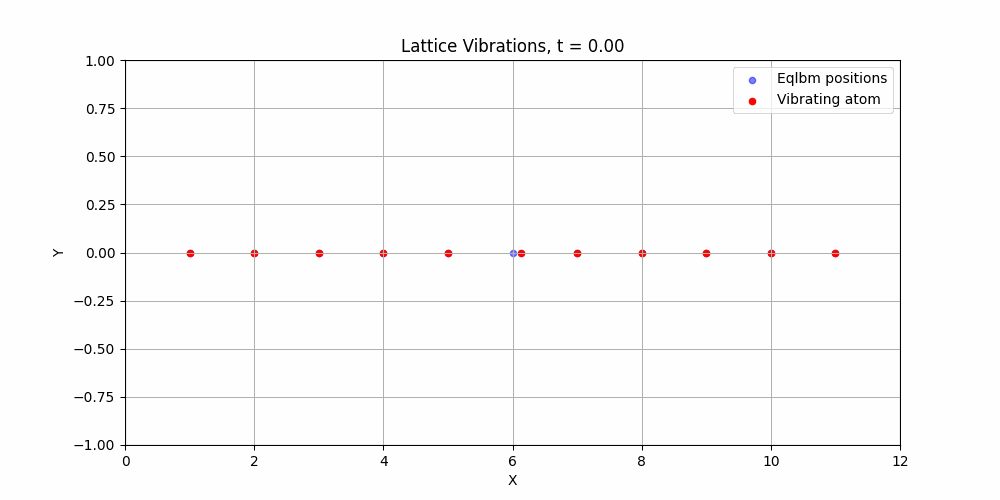 Lattice Vibrations, t = 0.00
Eqlbm positions
Vibrating atom
1.00
0.75
0.50
0.25
0.00
−0.25
−0.50
−0.75
−1.00
Y
0 2 4 6 8 10 12
X